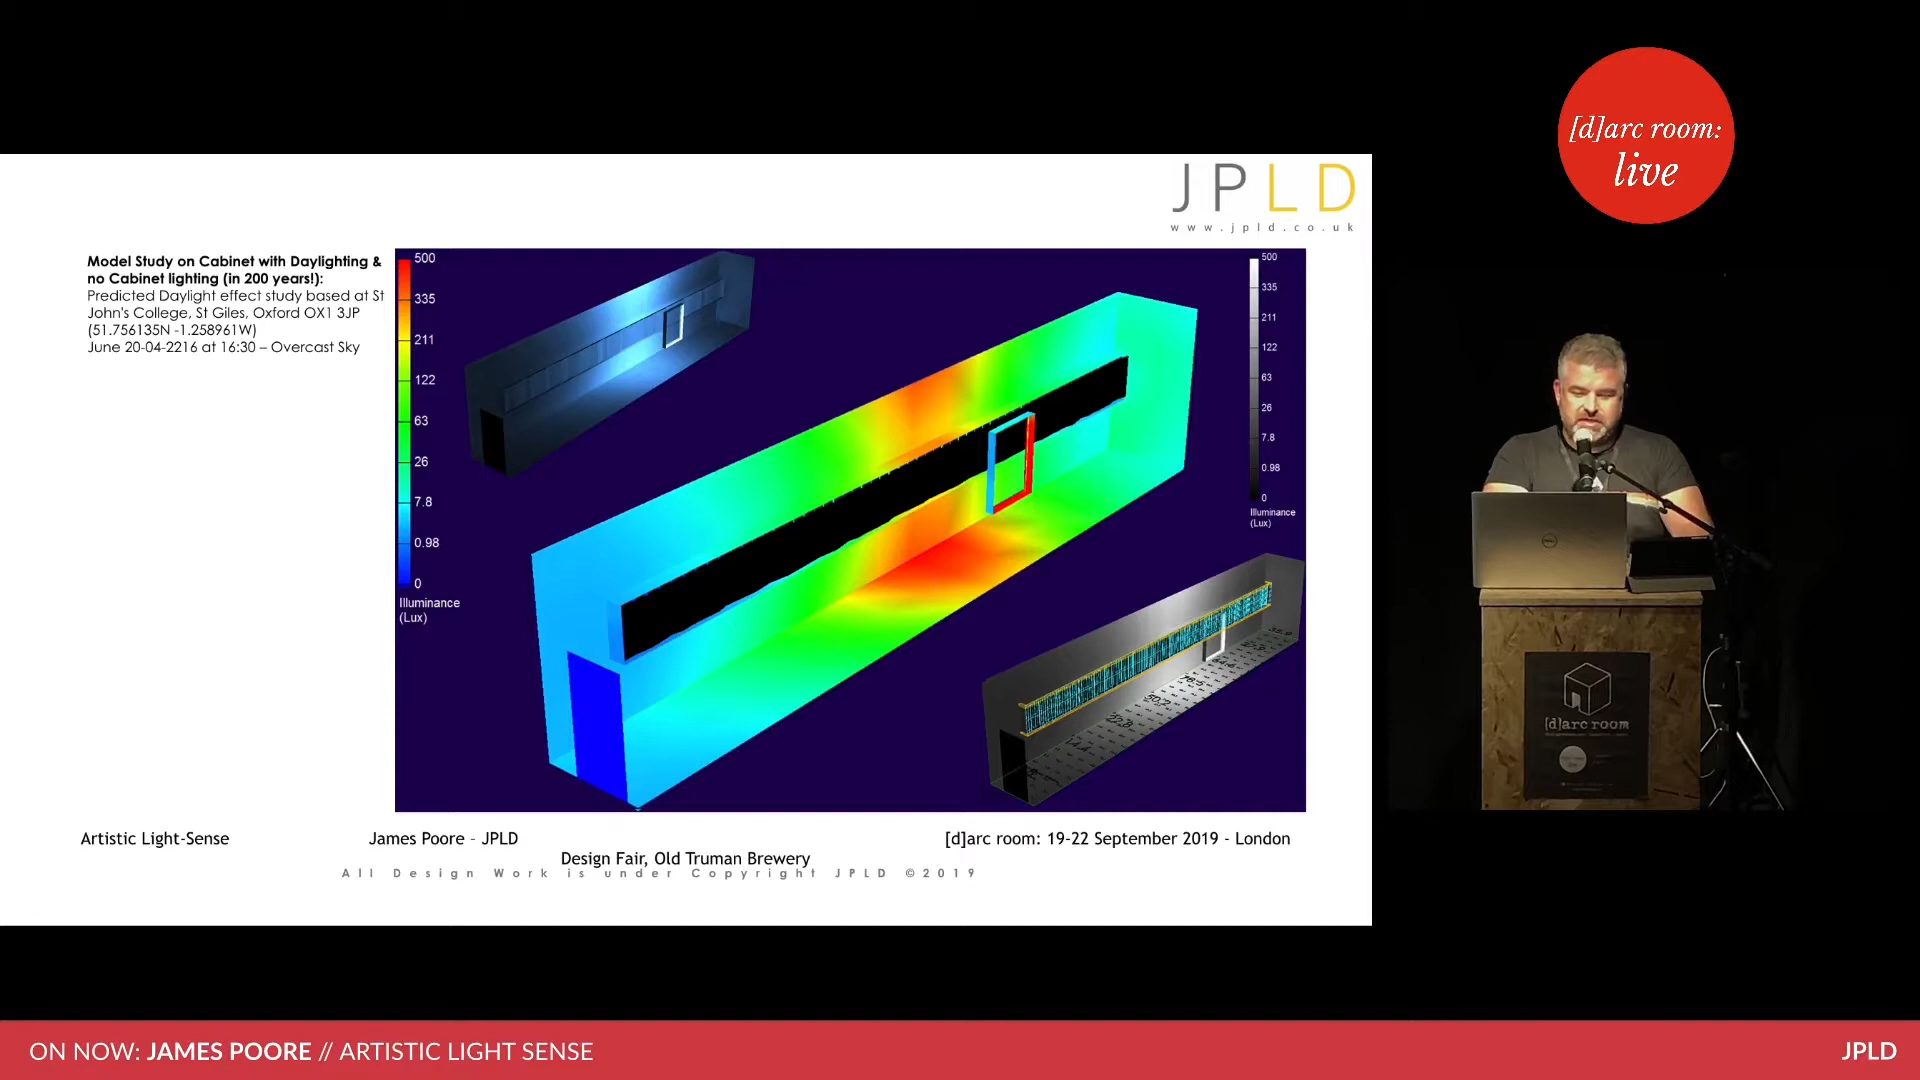 [d]arc room:
live
JPLD
www.jpld.co.uk
Model Study on Cabinet with Daylighting &
no Cabinet lighting (in 200 years!):
Predicted Daylight effect study based at St
John's College, St Giles, Oxford OX1 3JP
(51.756135N -1.258961W)
June 20-04-2216 at 16:30 – Overcast Sky
500
335
211
122
63
26
7.8
0.98
0
Illuminance
(Lux)
500
335
211
122
63
26
7.8
0.98
0
Illuminance
(Lux)
Artistic Light-Sense
James Poore - JPLD
[d]arc room: 19-22 September 2019 - London
Design Fair, Old Truman Brewery
All Design Work is under Copyright JPLD ©2019
DELL
[d]arc room
ON NOW: JAMES POORE // ARTISTIC LIGHT SENSE
JPLD